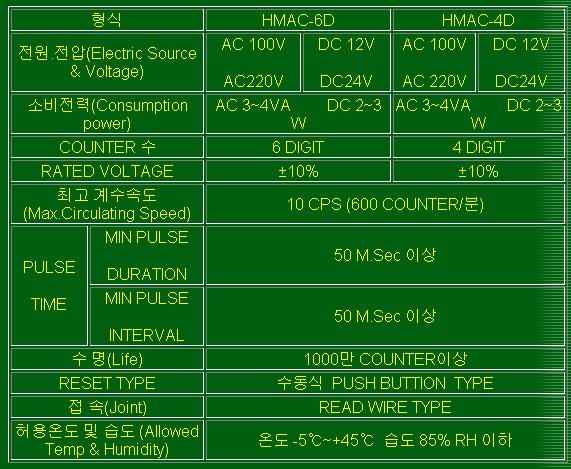 형식 HMAC-6D HMAC-4D
전원.전압(Electric Source & Voltage) AC 100V DC 12V AC 100V DC 12V
AC220V DC24V AC 220V DC24V
소비전력(Consumption power) AC 3~4VA DC 2~3 W AC 3~4VA DC 2~3 W
COUNTER 수 6 DIGIT 4 DIGIT
RATED VOLTAGE ±10% ±10%
최고 계수속도
(Max.Circulating Speed) 10 CPS (600 COUNTER/분)
PULSE TIME
MIN PULSE DURATION 50 M.Sec 이상
MIN PULSE INTERVAL 50 M.Sec 이상
수 명(Life) 1000만 COUNTER이상
RESET TYPE 수동식 PUSH BUTTION TYPE
접 속(Joint) READ WIRE TYPE
허용온도 및 습도 (Allowed Temp & Humidity) 온도 -5℃~+45℃ 습도 85% RH 이하